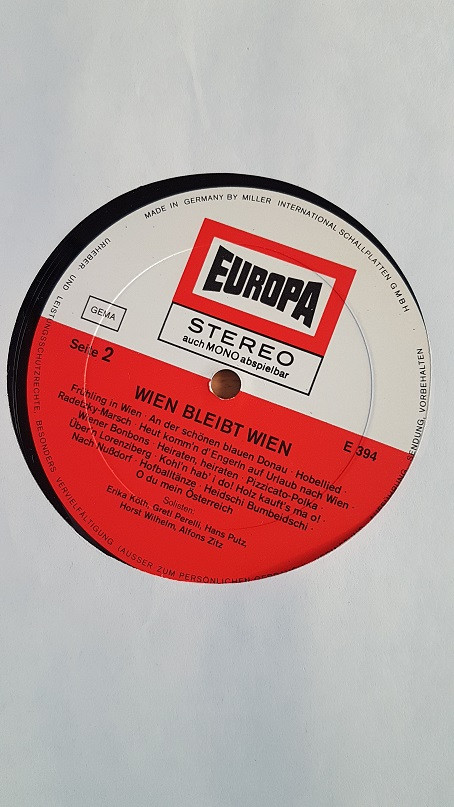 MADE IN GERMANY BY MILLER INTERNATIONAL SCHALLPLATTEN GMBH
EUROPA
STEREO
auch MONO abspielbar
GEMA
Seite 2
E 394
WIEN BLEIBT WIEN
Frühling in Wien · An der schönen blauen Donau · Hobellied ·
Radetzky-Marsch · Heut komm'n d'Engerln auf Urlaub nach Wien ·
Wiener Bonbons · Heiraten, heiraten · Pizzicato-Polka ·
Über'n Lorenziberg · Kohl'n hab' i do! Holz kauft's ma o! ·
Nach Nußdorf · Hofballtänze · Heidschi Bumbeidschi ·
O du mein Österreich
Solisten:
Erika Köth, Gretl Perelli, Hans Putz,
Horst Wilhelm, Alfons Zitz
URHEBER- UND LEISTUNGSSCHUTZRECHTE, BESONDERS VERVIELFÄLTIGUNG (AUSSER ZUM PERSÖNLICHEN SENDUNG VORBEHALTEN